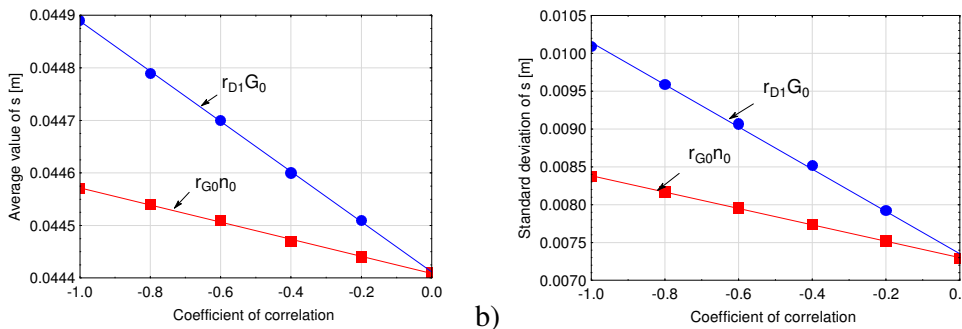 0.0449
0.0448
0.0447
0.0446
0.0445
0.0444
Average value of s [m]
rD1G0
rG0n0
-1.0 -0.8 -0.6 -0.4 -0.2 0.0
Coefficient of correlation
b)
0.0105
0.0100
0.0095
0.0090
0.0085
0.0080
0.0075
0.0070
Standard deviation of s [m]
rD1G0
rG0n0
-1.0 -0.8 -0.6 -0.4 -0.2 0.
Coefficient of correlation